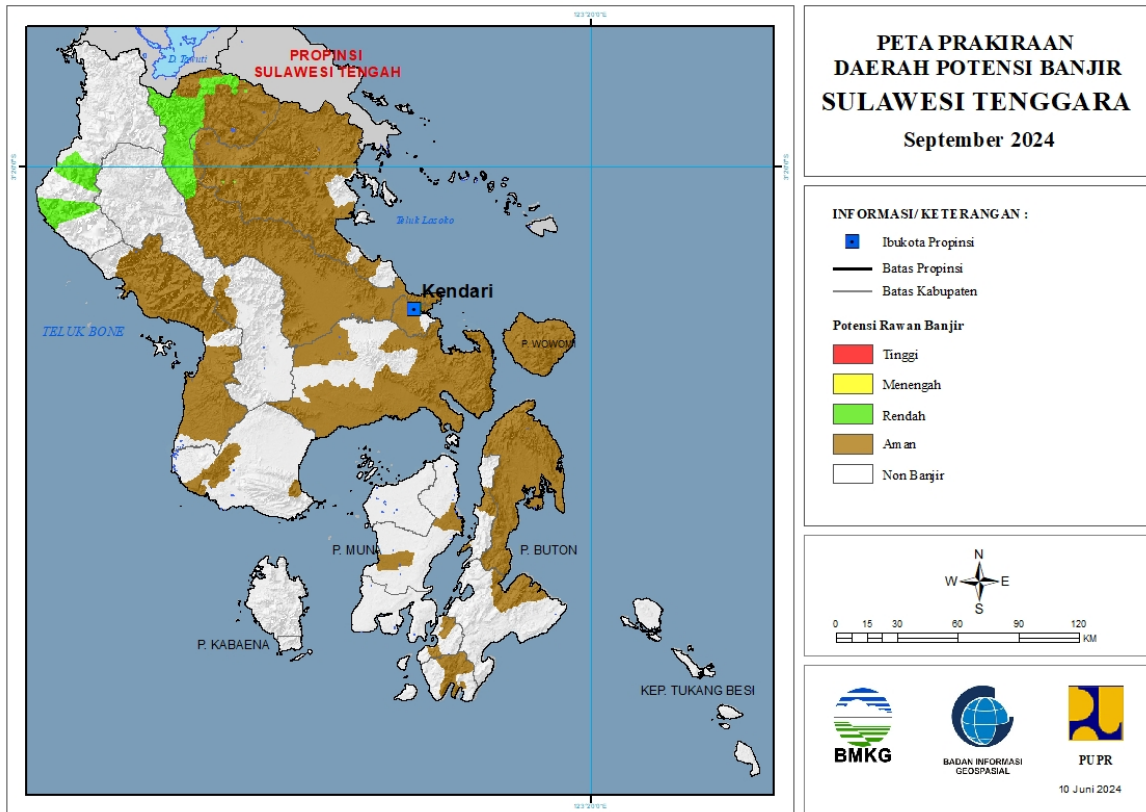 PETA PRAKIRAAN
DAERAH POTENSI BANJIR
SULAWESI TENGGARA
September 2024
INFORMASI/ KETERANGAN :
Ibukota Propinsi
Batas Propinsi
Batas Kabupaten
Potensi Rawan Banjir
Tinggi
Menengah
Rendah
Aman
Non Banjir
N
W E
S
0 15 30 60 90 120
KM
BMKG
BADAN INFORMASI
GEOSPASIAL
PUPR
10 Juni 2024
D. Towuti
PROPINSI
SULAWESI TENGAH
Teluk Lasolo
Kendari
TELUK BONE
P. WOWONI
P. MUNA
P. BUTON
P. KABAENA
KEP. TUKANG BESI